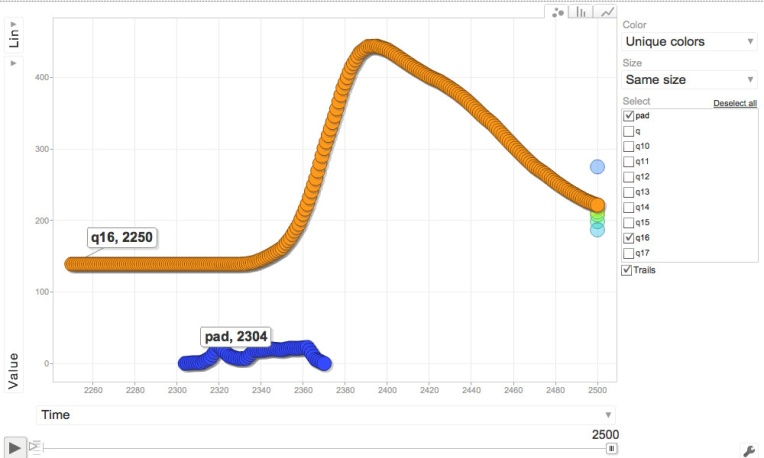 Color
Unique colors
Size
Same size
Select Deselect all
pad
q
q10
q11
q12
q13
q14
q15
q16
q17
Trails
Lin
Value
400
300
200
100
0
q16, 2250
pad, 2304
2260 2280 2300 2320 2340 2360 2380 2400 2420 2440 2460 2480 2500
Time
2500